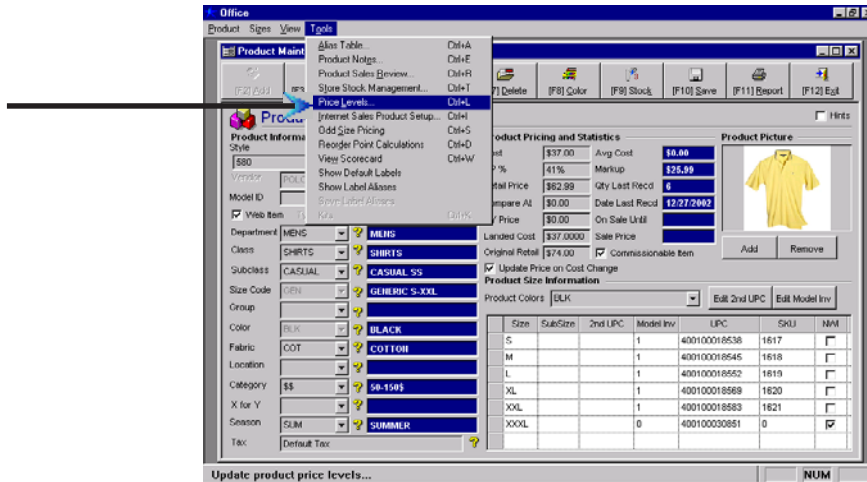 Office
Product Sizes View Tools
Product Maint
Alias Table... Ctrl+A
Product Notes... Ctrl+E
Product Sales Review... Ctrl+R
Store Stock Management... Ctrl+T
Price Levels... Ctrl+L
Internet Sales Product Setup... Ctrl+I
Odd Size Pricing Ctrl+S
Reorder Point Calculations Ctrl+D
View Scorecard Ctrl+W
Show Default Labels
Show Label Aliases
Save Label Aliases
Kits Ctrl+K
[F2] Add [F3 7] Delete [F8] Color [F9] Stock [F10] Save [F11] Report [F12] Exit
Hints
Product Informa
Style
580
Vendor POLO
Model ID
Web Item
Department MENS MENS
Class SHIRTS SHIRTS
Subclass CASUAL CASUAL SS
Size Code GEN GENERIC S-XXL
Group
Color BLK BLACK
Fabric COT COTTON
Location
Category $$ 50-150$
X for Y
Season SUM SUMMER
Tax Default Tax
roduct Pricing and Statistics
$37.00 Avg Cost $0.00
% 41% Markup $25.99
etail Price $62.99 Qty Last Recd 6
ompare At $0.00 Date Last Recd 12/27/2002
Price $0.00 On Sale Until
Landed Cost $37.0000 Sale Price
Original Retail $74.00 Commissionable Item
Update Price on Cost Change
Product Picture
Add Remove
Product Size Information
Product Colors BLK Edit 2nd UPC Edit Model Inv
Size SubSize 2nd UPC Model Inv UPC SKU NWI
S 1 400100018538 1617
M 1 400100018545 1618
L 1 400100018552 1619
XL 1 400100018569 1620
XXL 1 400100018583 1621
XXXL 0 400100030851 0
Update product price levels... NUM